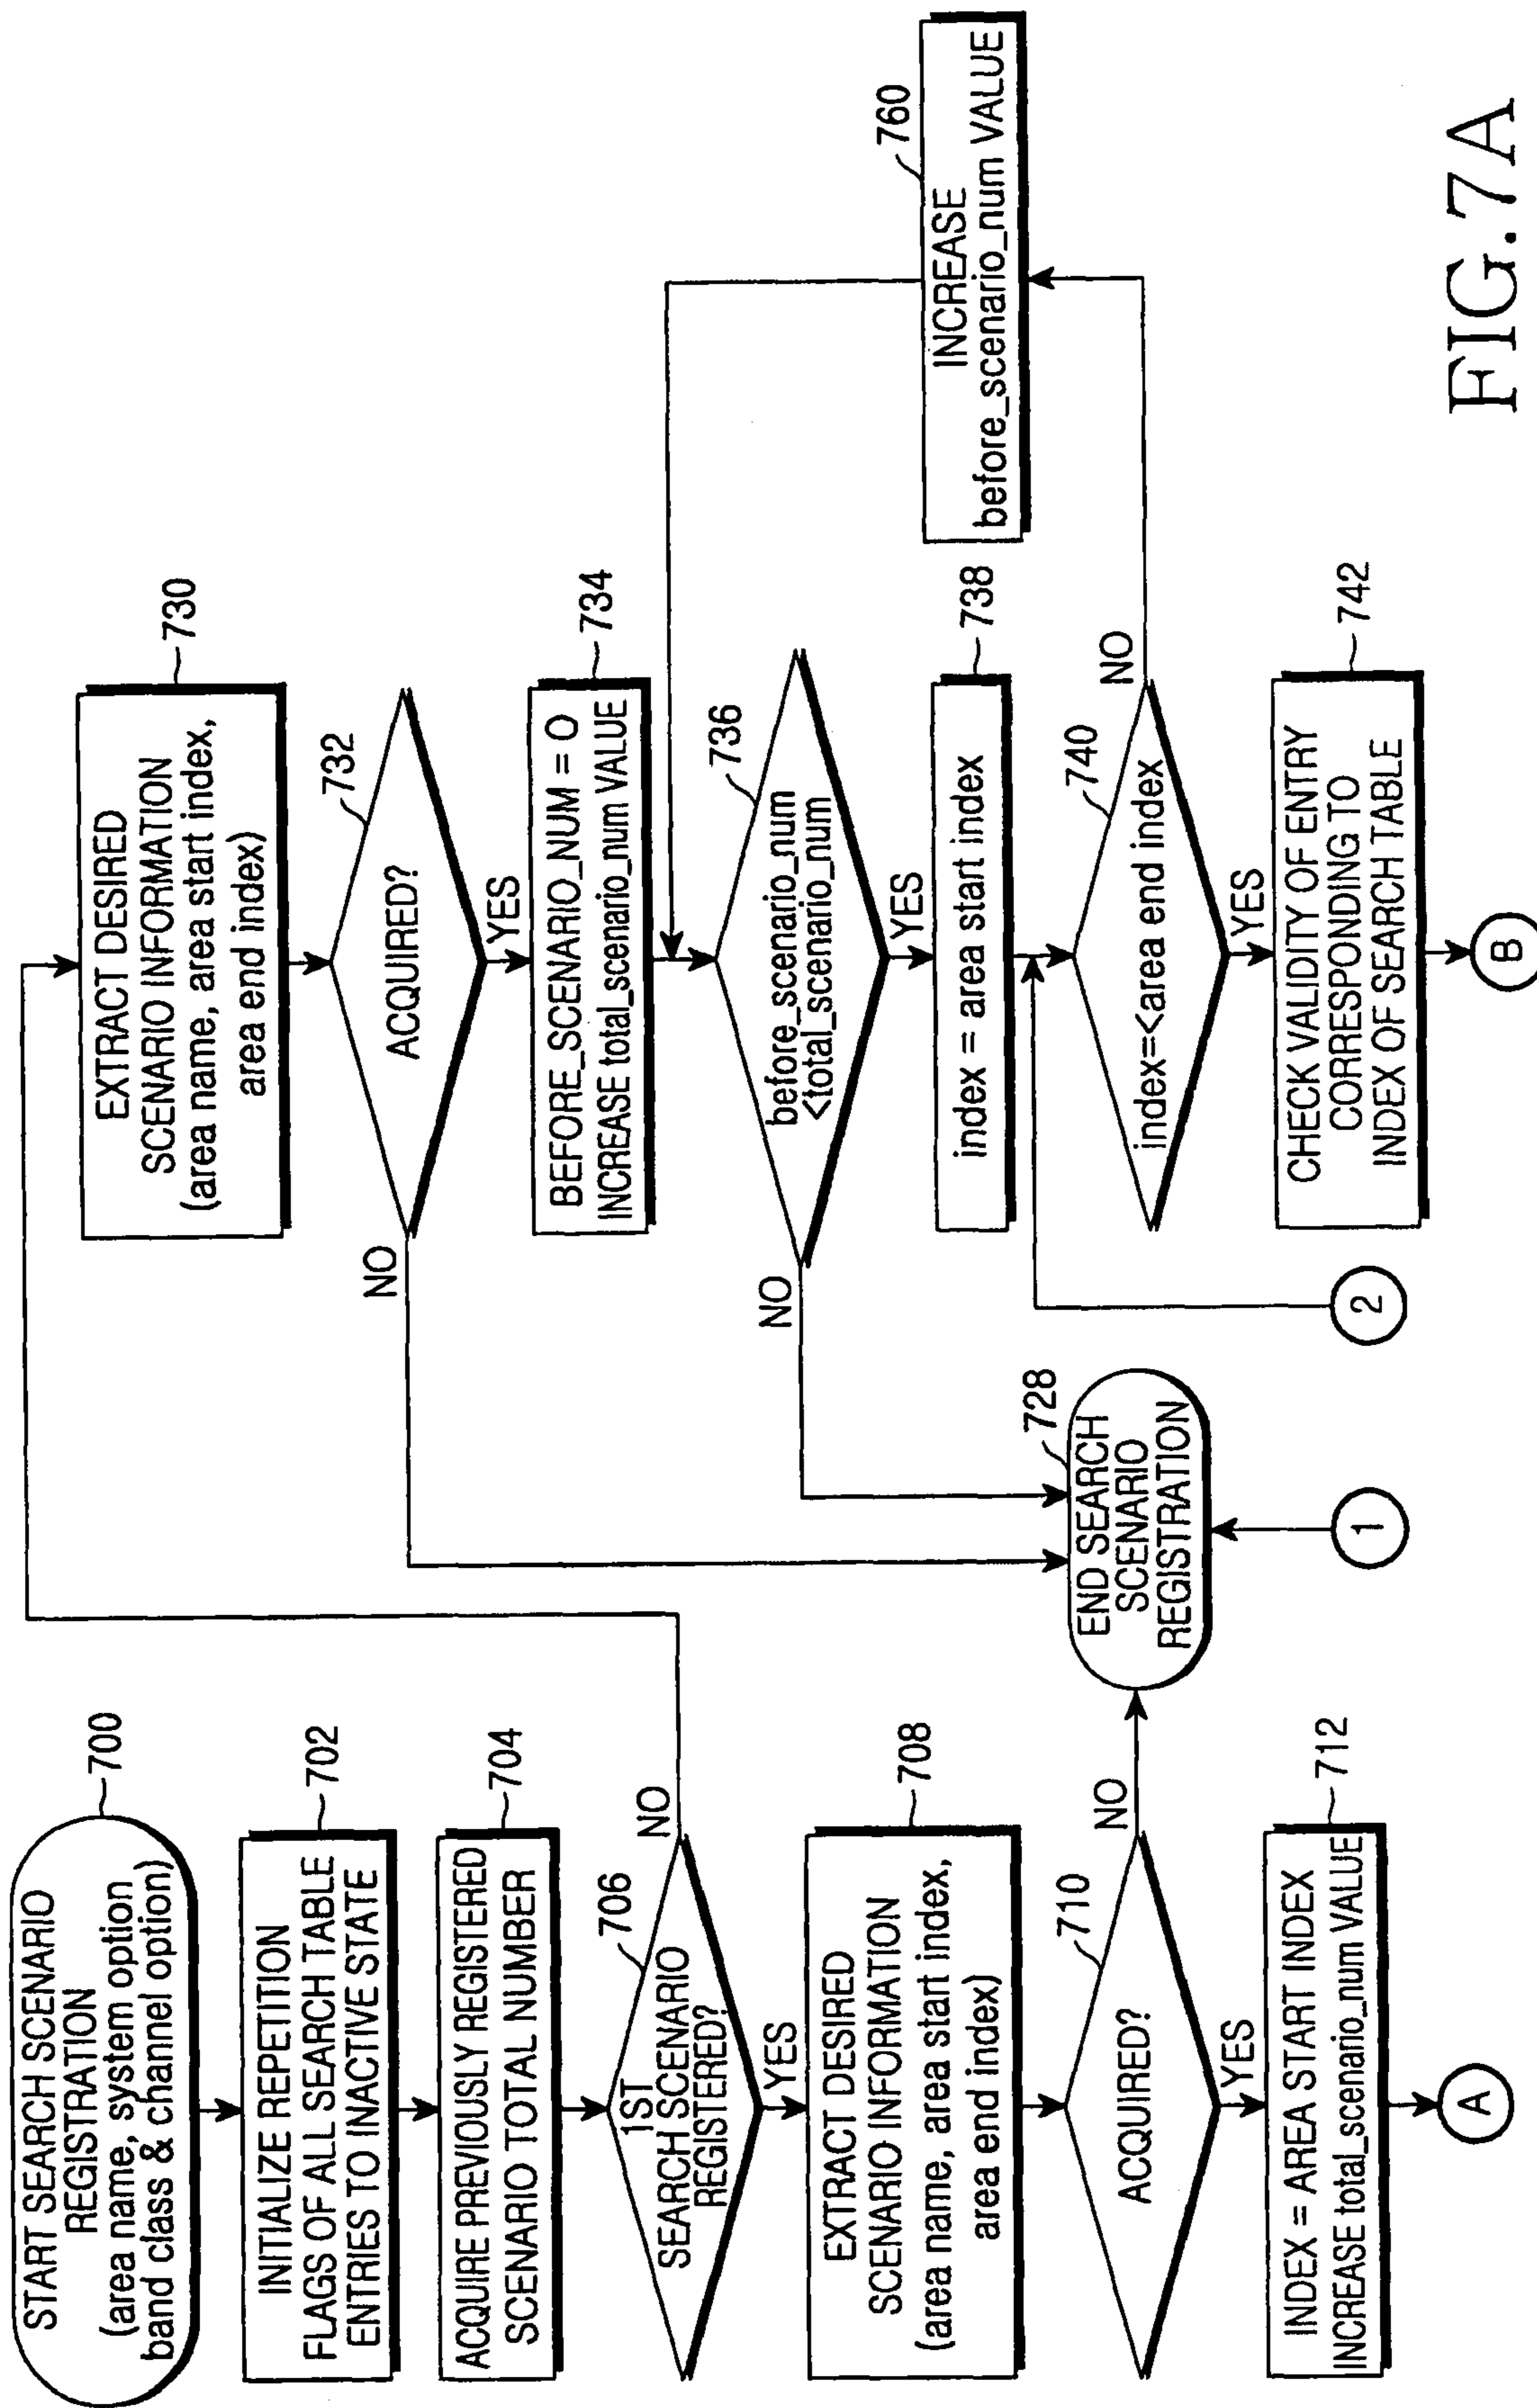 START SEARCH SCENARIO
REGISTRATION
(area name, system option
band class & channel option)
700
INITIALIZE REPETITION
FLAGS OF ALL SEARCH TABLE
ENTRIES TO INACTIVE STATE
702
ACQUIRE PREVIOUSLY REGISTERED
SCENARIO TOTAL NUMBER
704
1ST
SEARCH SCENARIO
REGISTERED?
706
NO
YES
EXTRACT DESIRED
SCENARIO INFORMATION
(area name, area start index,
area end index)
708
ACQUIRED?
710
NO
YES
INDEX = AREA START INDEX
INCREASE total_scenario_num VALUE
712
A
END SEARCH
SCENARIO
REGISTRATION
728
1
EXTRACT DESIRED
SCENARIO INFORMATION
(area name, area start index,
area end index)
730
ACQUIRED?
732
NO
YES
BEFORE_SCENARIO_NUM = 0
INCREASE total_scenario_num VALUE
734
before_scenario_num
<total_scenario_num
736
NO
YES
index = area start index
738
2
index=<area end index
740
NO
YES
CHECK VALIDITY OF ENTRY
CORRESPONDING TO
INDEX OF SEARCH TABLE
742
B
INCREASE
before_scenario_num VALUE
760
FIG.7A